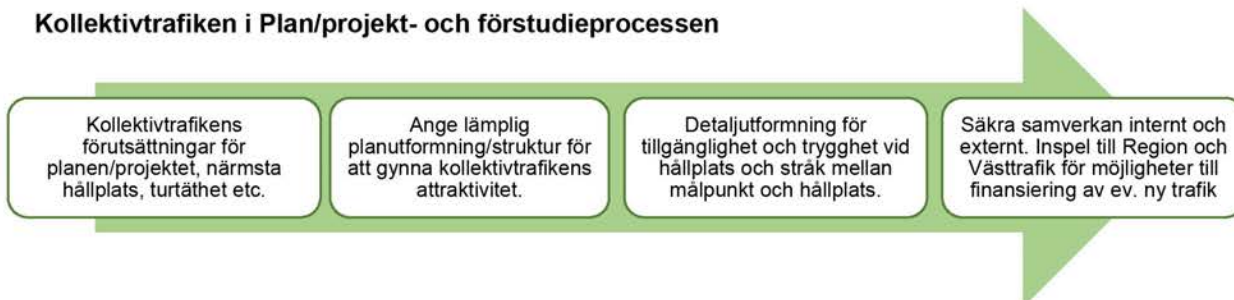 Kollektivtrafiken i Plan/projekt- och förstudieprocessen
Kollektivtrafikens
förutsättningar för
planen/projektet, närmsta
hållplats, turtäthet etc.
Ange lämplig
planutformning/struktur för
att gynna kollektivtrafikens
attraktivitet.
Detaljutformning för
tillgänglighet och trygghet vid
hållplats och stråk mellan
målpunkt och hållplats.
Säkra samverkan internt och
externt. Inspel till Region och
Västtrafik för möjligheter till
finansiering av ev. ny trafik